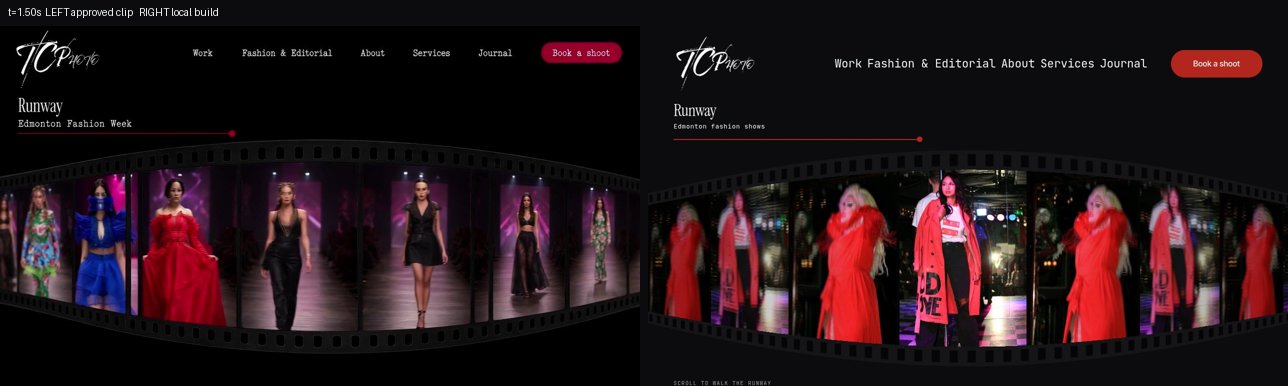 t=1.50s LEFT approved clip RIGHT local build
TCPHOTO
Work Fashion & Editorial About Services Journal Book a shoot
Runway
Edmonton Fashion Week
TCPHOTO
Work Fashion & Editorial About Services Journal Book a shoot
Runway
Edmonton fashion shows
SCROLL TO WALK THE RUNWAY